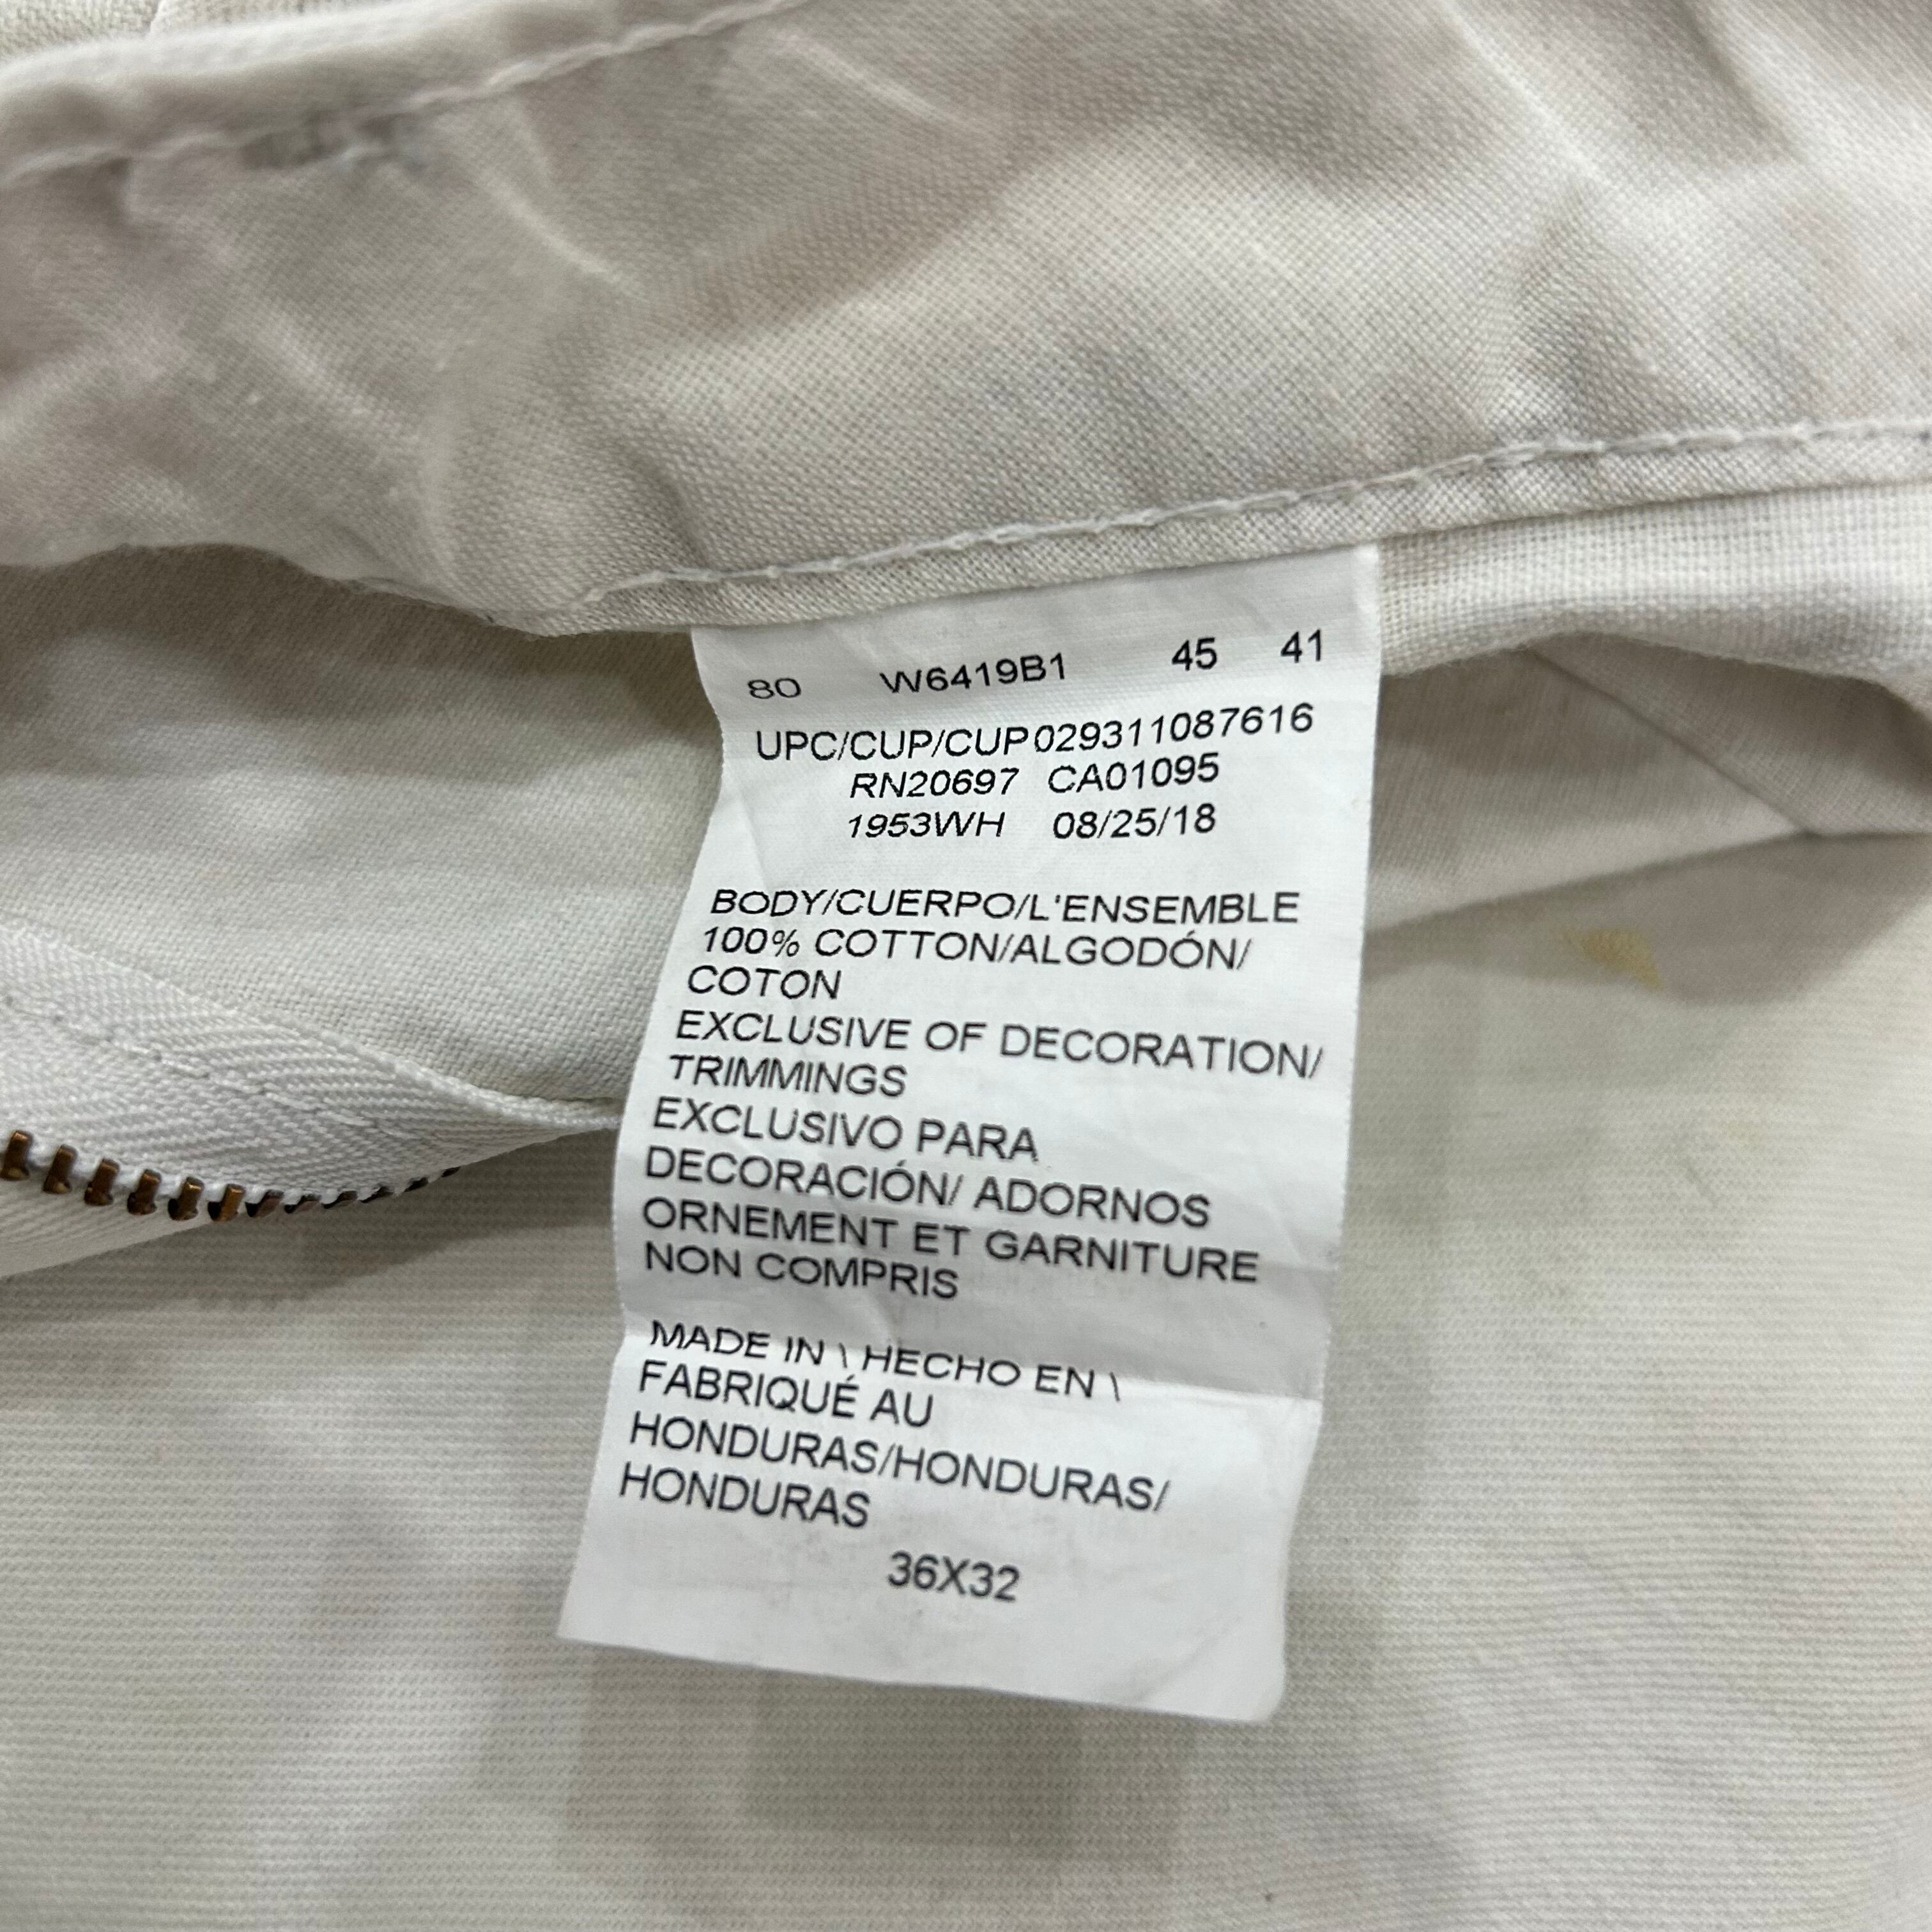 80 W6419B1 45 41
UPC/CUP/CUP029311087616
RN20697 CA01095
1953WH 08/25/18
BODY/CUERPO/L'ENSEMBLE
100% COTTON/ALGODÓN/
COTON
EXCLUSIVE OF DECORATION/
TRIMMINGS
EXCLUSIVO PARA
DECORACIÓN/ ADORNOS
ORNEMENT ET GARNITURE
NON COMPRIS
MADE IN \ HECHO EN \
FABRIQUÉ AU
HONDURAS/HONDURAS/
HONDURAS
36X32